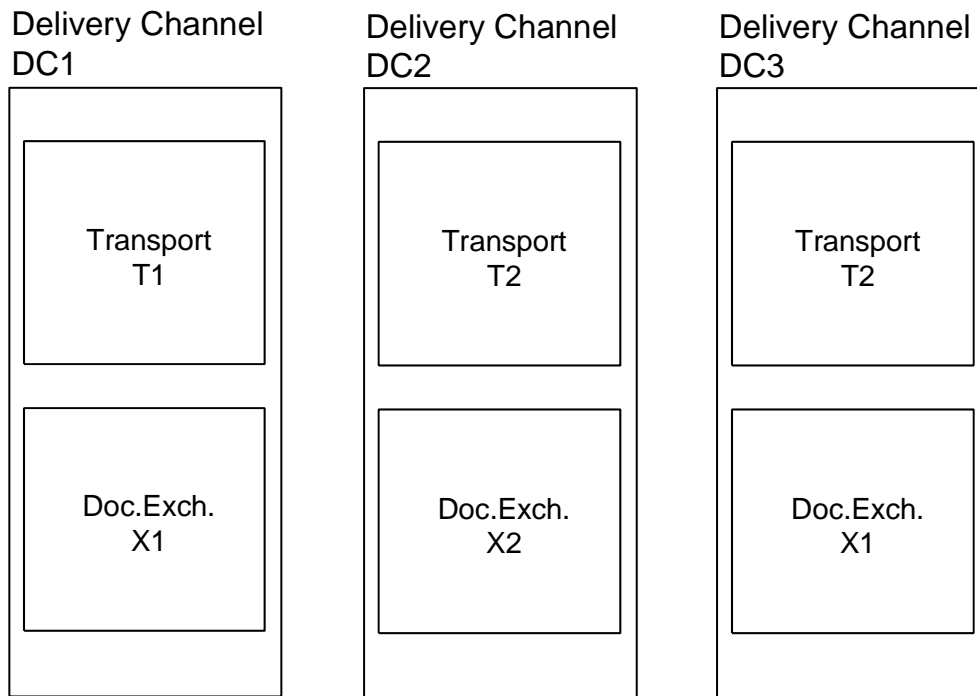 Delivery Channel
DC1
Delivery Channel
DC2
Delivery Channel
DC3
Transport
T1
Transport
T2
Transport
T2
Doc.Exch.
X1
Doc.Exch.
X2
Doc.Exch.
X1